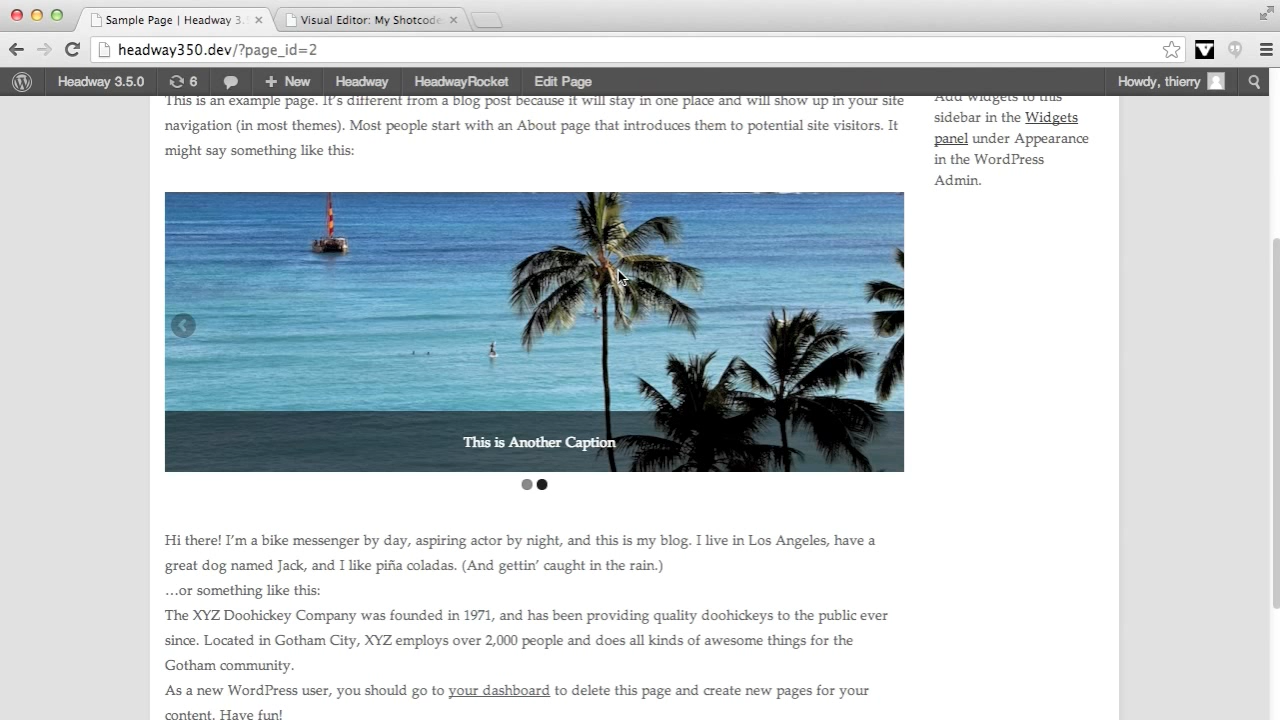 Sample Page | Headway 3.
Visual Editor: My Shotcode
headway350.dev/?page_id=2
Headway 3.5.0
6
New
Headway
HeadwayRocket
Edit Page
Howdy, thierry
This is an example page. It's different from a blog post because it will stay in one place and will show up in your site
navigation (in most themes). Most people start with an About page that introduces them to potential site visitors. It
might say something like this:
Add widgets to this
sidebar in the Widgets
panel under Appearance
in the WordPress
Admin.
This is Another Caption
Hi there! I'm a bike messenger by day, aspiring actor by night, and this is my blog. I live in Los Angeles, have a
great dog named Jack, and I like piña coladas. (And gettin' caught in the rain.)
…or something like this:
The XYZ Doohickey Company was founded in 1971, and has been providing quality doohickeys to the public ever
since. Located in Gotham City, XYZ employs over 2,000 people and does all kinds of awesome things for the
Gotham community.
As a new WordPress user, you should go to your dashboard to delete this page and create new pages for your
content. Have fun!